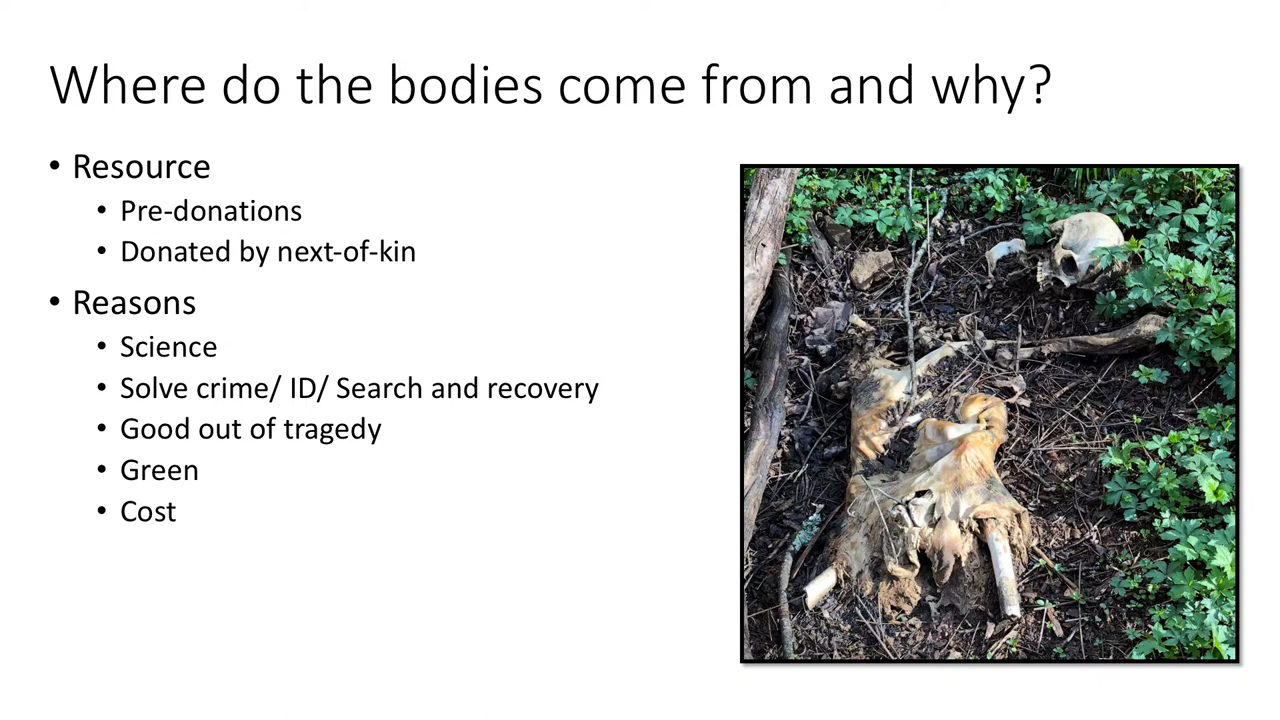 Where do the bodies come from and why?
• Resource
• Pre-donations
• Donated by next-of-kin
• Reasons
• Science
• Solve crime/ ID/ Search and recovery
• Good out of tragedy
• Green
• Cost